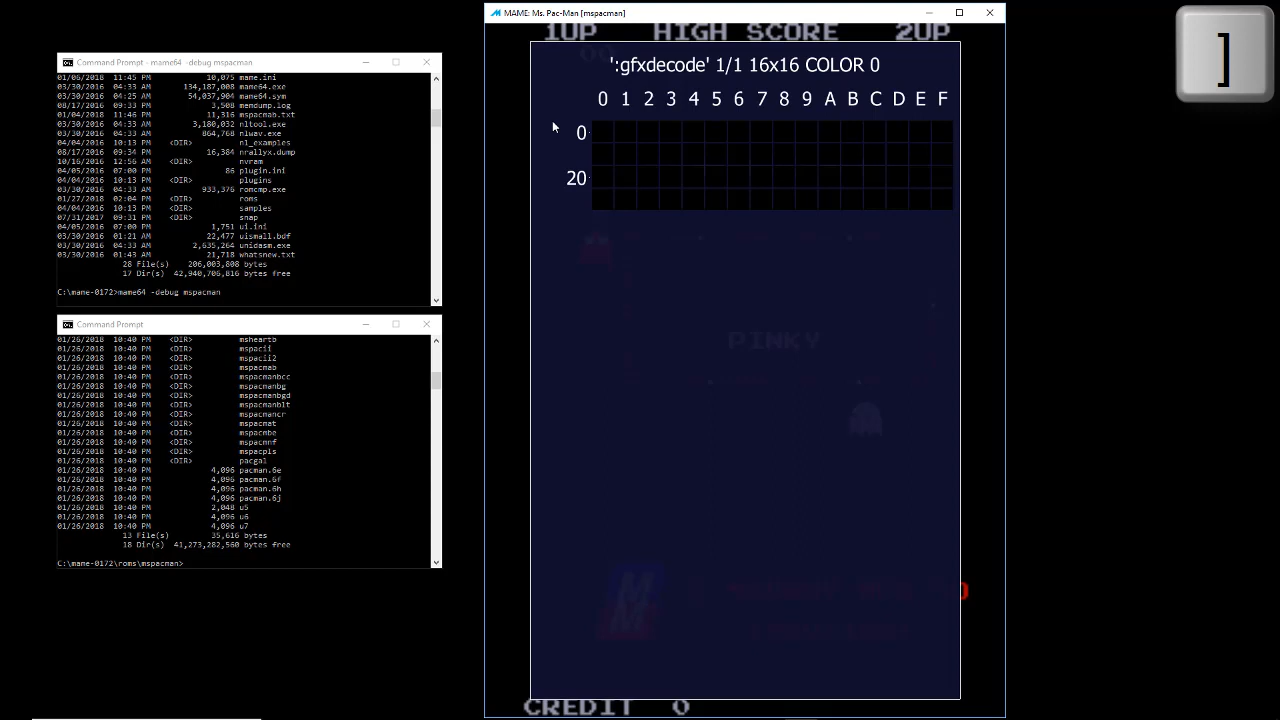 MAME: Ms. Pac-Man [mspacman]
1UP HIGH SCORE 2UP
00
':gfxdecode' 1/1 16x16 COLOR 0
0 1 2 3 4 5 6 7 8 9 A B C D E F
0
20
PINKY
CREDIT 0
]
Command Prompt - mame64 -debug mspacman
01/06/2018 11:45 PM 10,075 mame.ini
03/30/2016 04:33 AM 134,187,008 mame64.exe
03/30/2016 04:25 AM 54,037,904 mame64.sym
08/17/2017 09:33 PM 3,508 memdump.log
01/04/2018 11:46 PM 11,316 mspacmab.txt
03/30/2016 04:33 AM 3,180,032 nltool.exe
03/30/2016 04:33 AM 864,768 nlwav.exe
04/04/2016 10:13 PM <DIR> nl_examples
08/17/2017 09:34 PM 16,384 nrallyx.dump
10/16/2017 12:56 AM <DIR> nvram
04/05/2016 07:00 PM 86 plugin.ini
04/04/2016 10:13 PM <DIR> plugins
03/30/2016 04:33 AM 933,376 romcmp.exe
01/27/2018 02:04 PM <DIR> roms
04/04/2016 10:13 PM <DIR> samples
07/31/2017 09:31 PM <DIR> snap
04/05/2016 07:00 PM 1,751 ui.ini
03/30/2016 01:21 AM 22,477 uismall.bdf
03/30/2016 04:33 AM 2,635,264 unidasm.exe
03/30/2016 01:43 AM 21,718 whatsnew.txt
28 File(s) 206,003,808 bytes
17 Dir(s) 42,940,706,816 bytes free
C:\mame-0172>mame64 -debug mspacman
Command Prompt
01/26/2018 10:40 PM <DIR> msheartb
01/26/2018 10:40 PM <DIR> mspacii
01/26/2018 10:40 PM <DIR> mspacii2
01/26/2018 10:40 PM <DIR> mspacmab
01/26/2018 10:40 PM <DIR> mspacmanbcc
01/26/2018 10:40 PM <DIR> mspacmanbg
01/26/2018 10:40 PM <DIR> mspacmanbgd
01/26/2018 10:40 PM <DIR> mspacmanblt
01/26/2018 10:40 PM <DIR> mspacmancr
01/26/2018 10:40 PM <DIR> mspacmat
01/26/2018 10:40 PM <DIR> mspacmbe
01/26/2018 10:40 PM <DIR> mspacmnf
01/26/2018 10:40 PM <DIR> mspacpls
01/26/2018 10:40 PM <DIR> pacgal
01/26/2018 10:40 PM 4,096 pacman.6e
01/26/2018 10:40 PM 4,096 pacman.6f
01/26/2018 10:40 PM 4,096 pacman.6h
01/26/2018 10:40 PM 4,096 pacman.6j
01/26/2018 10:40 PM 2,048 u5
01/26/2018 10:40 PM 4,096 u6
01/26/2018 10:40 PM 4,096 u7
13 File(s) 35,616 bytes
18 Dir(s) 41,273,282,560 bytes free
C:\mame-0172\roms\mspacman>